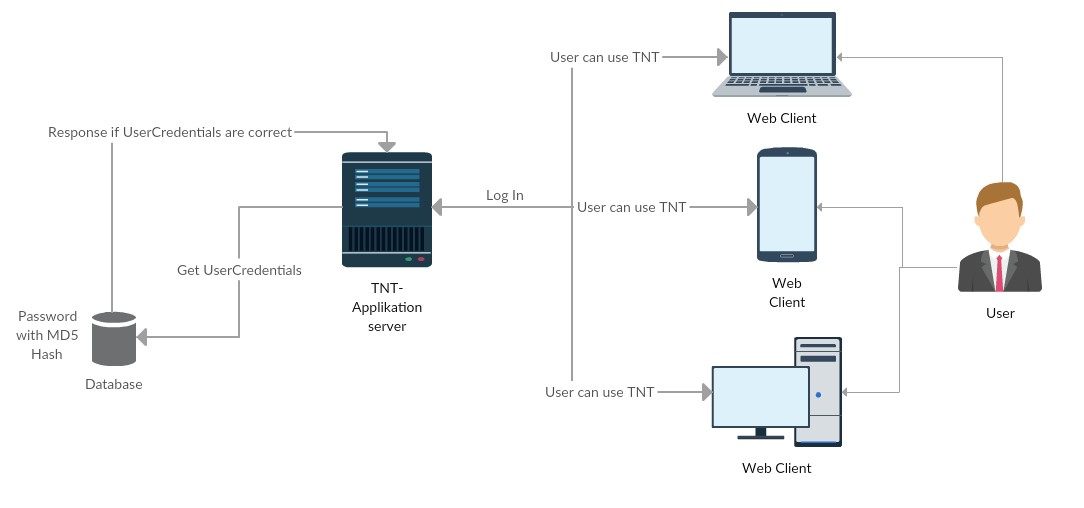 User can use TNT
Web Client
Response if UserCredentials are correct
Log In
User can use TNT
Get UserCredentials
TNT-
Applikation
server
Web
Client
User
Password
with MD5
Hash
Database
User can use TNT
Web Client